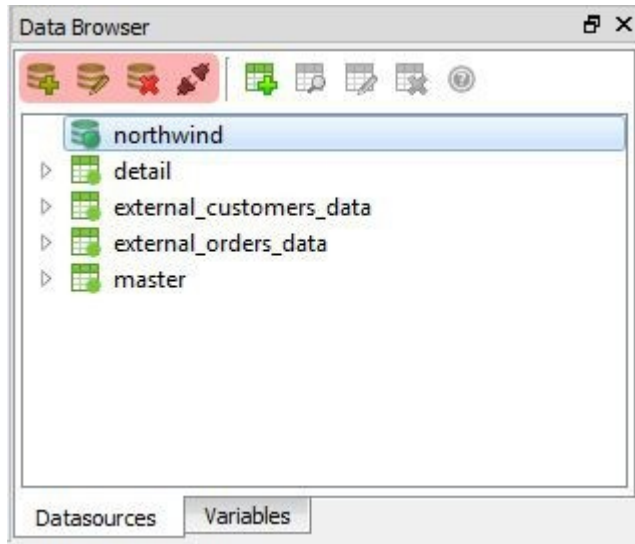 Data Browser
northwind
detail
external_customers_data
external_orders_data
master
Datasources
Variables